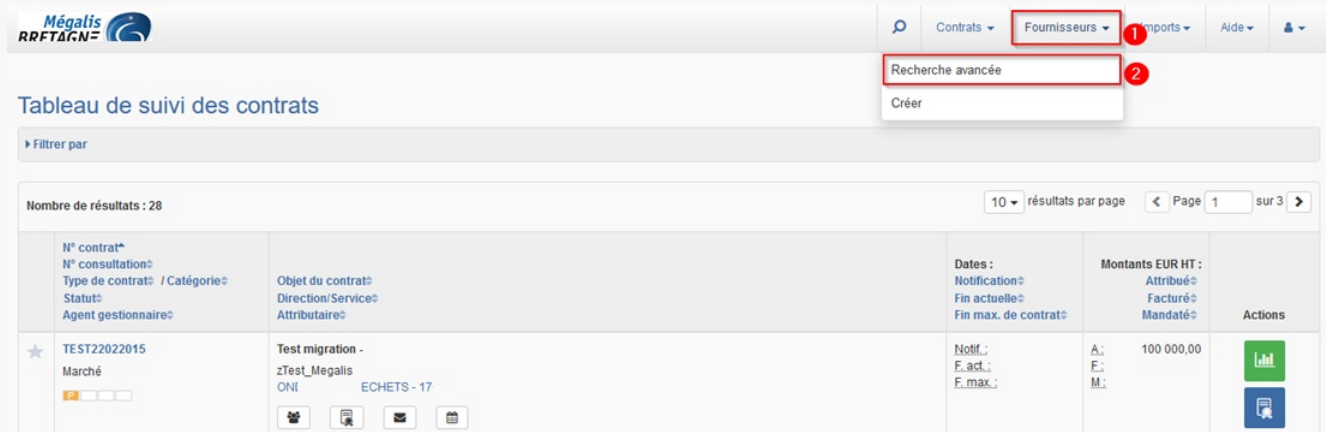 Mégalis
BRETAGNE
Contrats
Fournisseurs
1
Imports
Aide
Recherche avancée
2
Créer
Tableau de suivi des contrats
Filtrer par
Nombre de résultats : 28
10 résultats par page Page 1 sur 3
N° contrat
N° consultation
Type de contrat / Catégorie
Statut
Agent gestionnaire
Objet du contrat
Direction/Service
Attributaire
Dates :
Notification
Fin actuelle
Fin max. de contrat
Montants EUR HT :
Attribué
Facturé
Mandaté
Actions
TEST22022015
Marché
P
Test migration -
zTest_Megalis
ECHETS - 17
Notif. :
F. act. :
F. max. :
A : 100 000,00
F :
M :